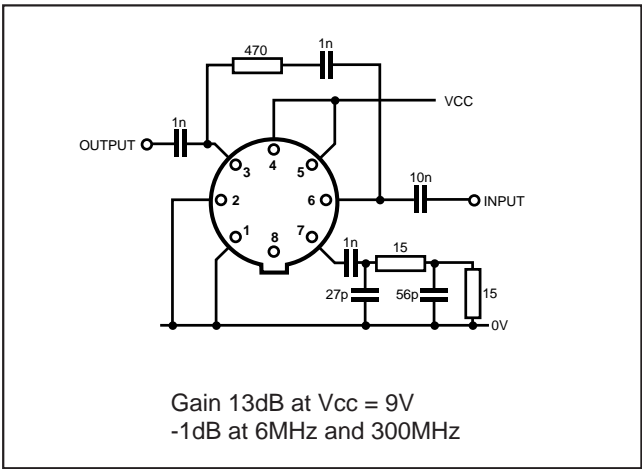 470
1n
1n
VCC
OUTPUT
3
4
5
10n
2
6
INPUT
1
8
7
1n
15
27p
56p
15
0V
Gain 13dB at Vcc = 9V
-1dB at 6MHz and 300MHz